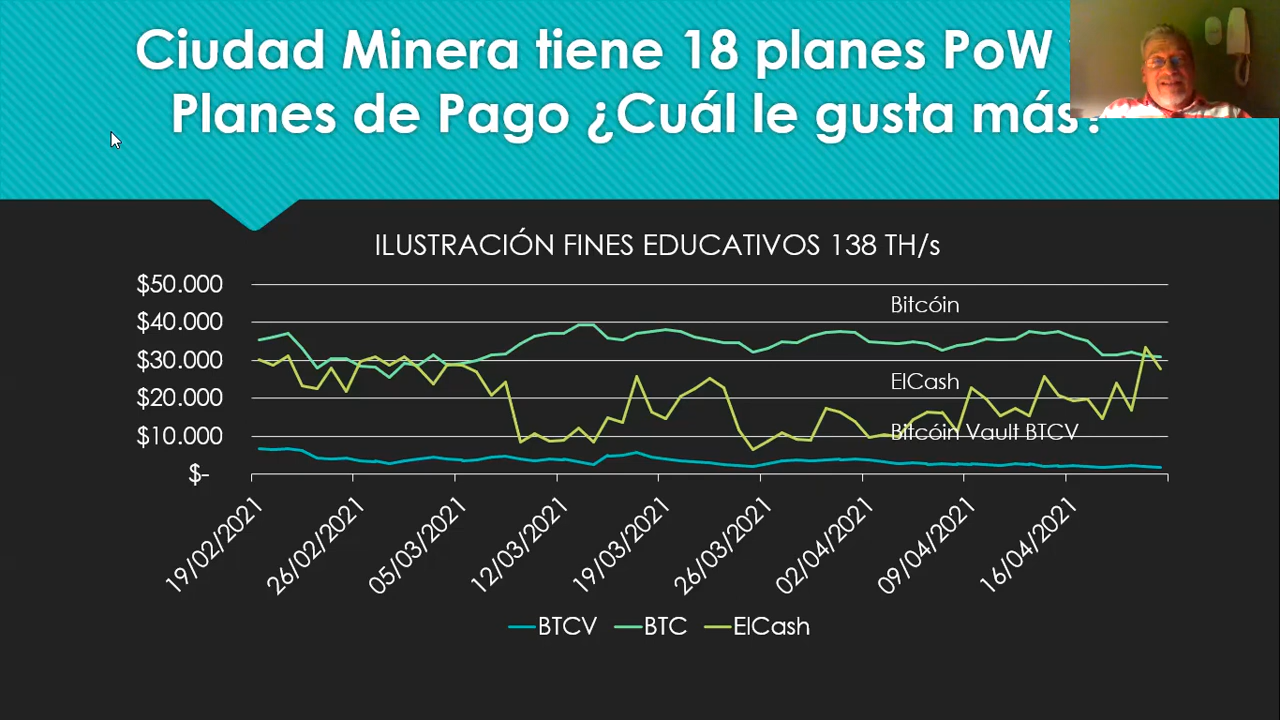 Ciudad Minera tiene 18 planes PoW
Planes de Pago ¿Cuál le gusta más?
ILUSTRACIÓN FINES EDUCATIVOS 138 TH/s
$50.000
$40.000
$30.000
$20.000
$10.000
$-
Bitcóin
ElCash
Bitcóin Vault BTCV
19/02/2021
26/02/2021
05/03/2021
12/03/2021
19/03/2021
26/03/2021
02/04/2021
09/04/2021
16/04/2021
BTCV
BTC
ElCash